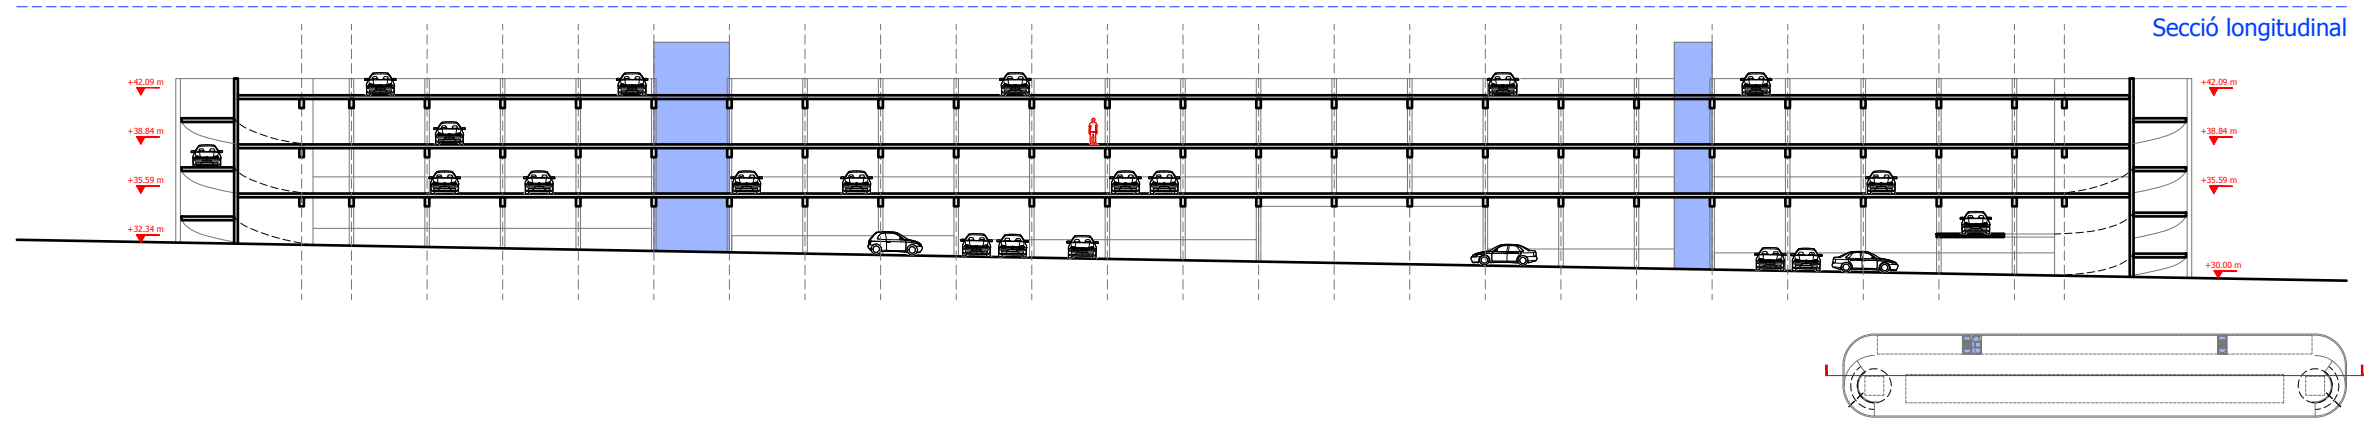 Secció longitudinal
+42.09 m
+42.09 m
+38.84 m
+38.84 m
+35.59 m
+35.59 m
+32.34 m
+30.00 m